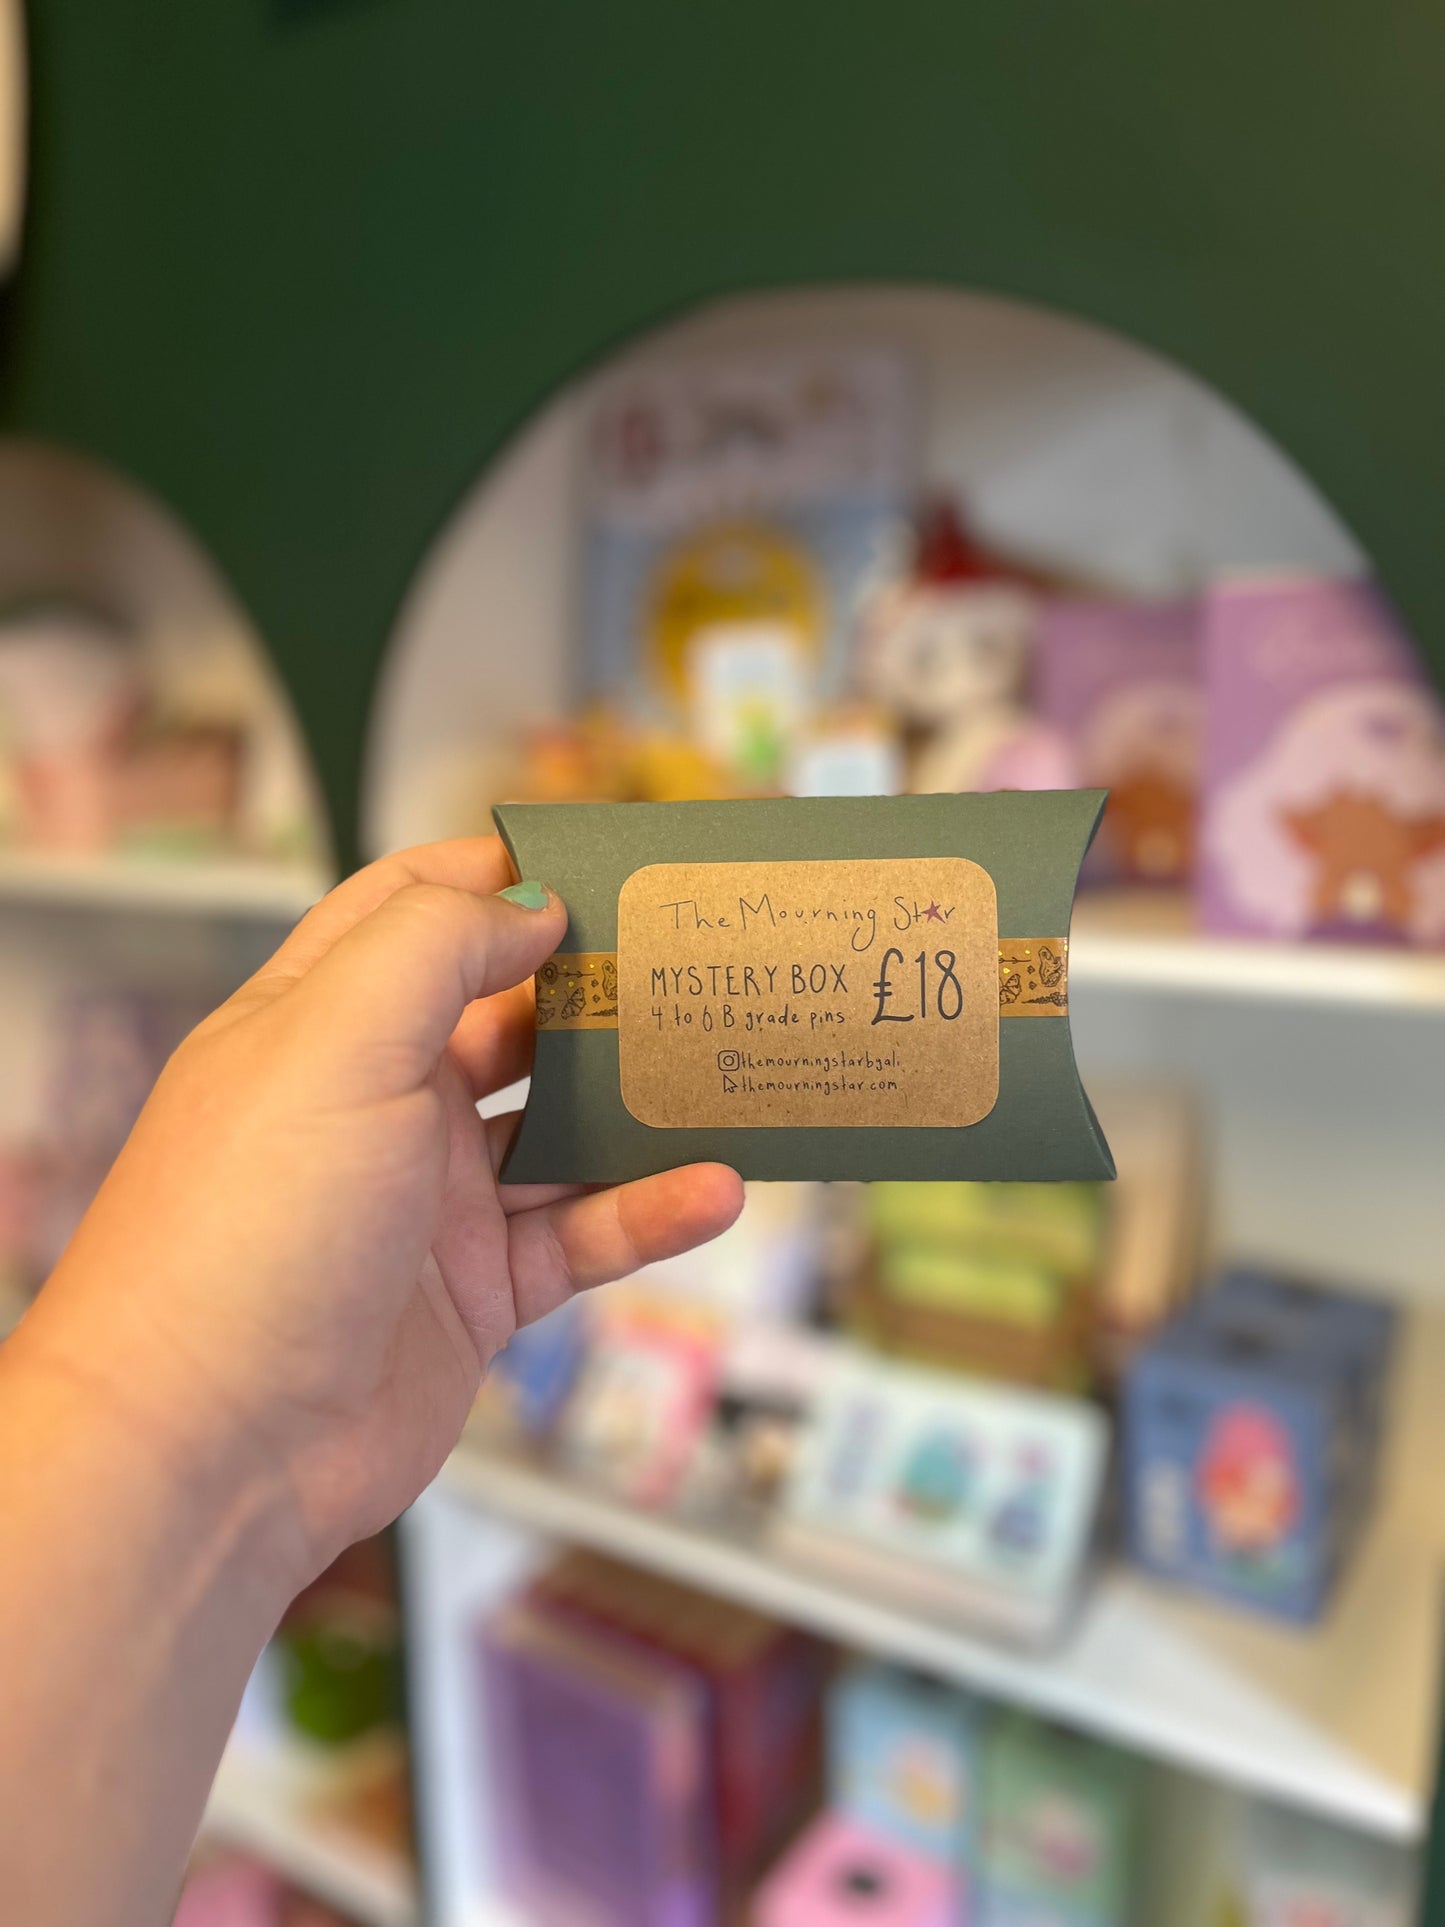 The Mourning Star
MYSTERY BOX £18
4 to 6 B grade pins
themourningstarbyali
themourningstar.com